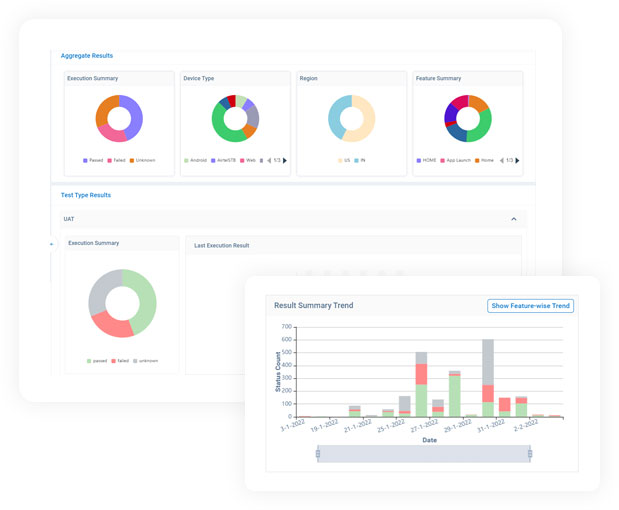 Aggregate Results
Execution Summary
Passed Failed Unknown
Device Type
Android AirtelSTB Web 1/3
Region
US IN
Feature Summary
HOME App Launch Home 1/3
Test Type Results
UAT
Execution Summary
passed failed unknown
Last Execution Result
Result Summary Trend
Show Feature-wise Trend
Status Count
700
600
500
400
300
200
100
0
3-1-2022 19-1-2022 21-1-2022 25-1-2022 27-1-2022 29-1-2022 31-1-2022 2-2-2022
Date